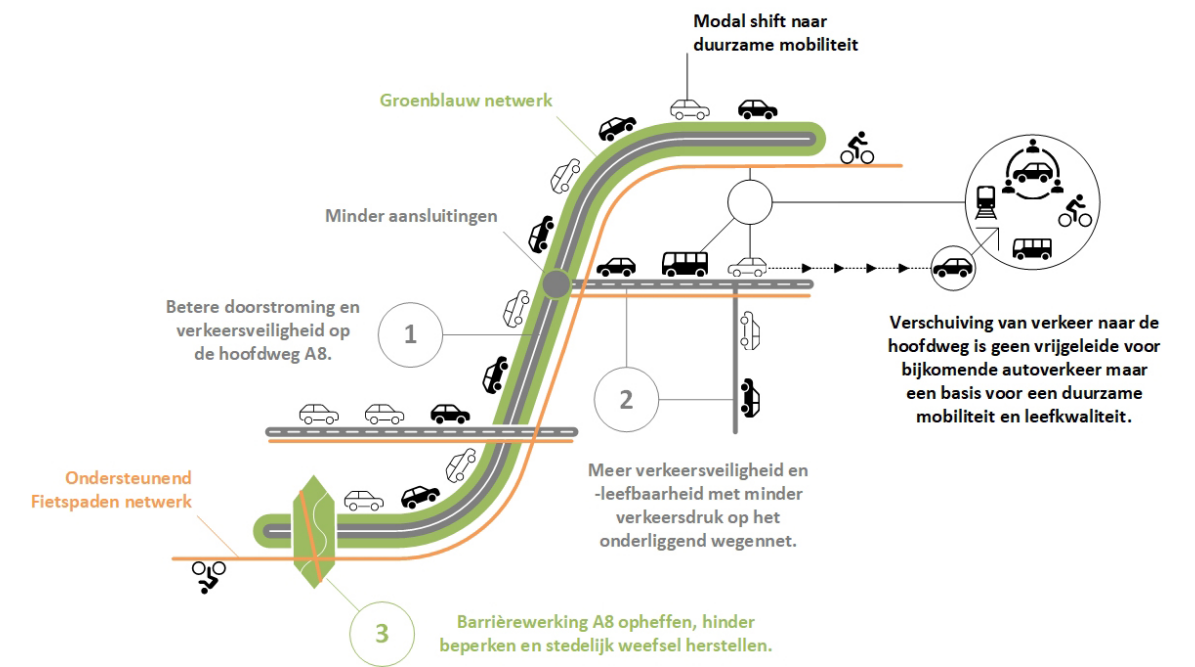 Modal shift naar
duurzame mobiliteit
Groenblauw netwerk
Minder aansluitingen
Betere doorstroming en
verkeersveiligheid op
de hoofdweg A8.
1
Verschuiving van verkeer naar de
hoofdweg is geen vrijgeleide voor
bijkomende autoverkeer maar
een basis voor een duurzame
mobiliteit en leefkwaliteit.
2
Meer verkeersveiligheid en
-leefbaarheid met minder
verkeersdruk op het
onderliggend wegennet.
Ondersteunend
Fietspaden netwerk
3
Barrièrewerking A8 opheffen, hinder
beperken en stedelijk weefsel herstellen.